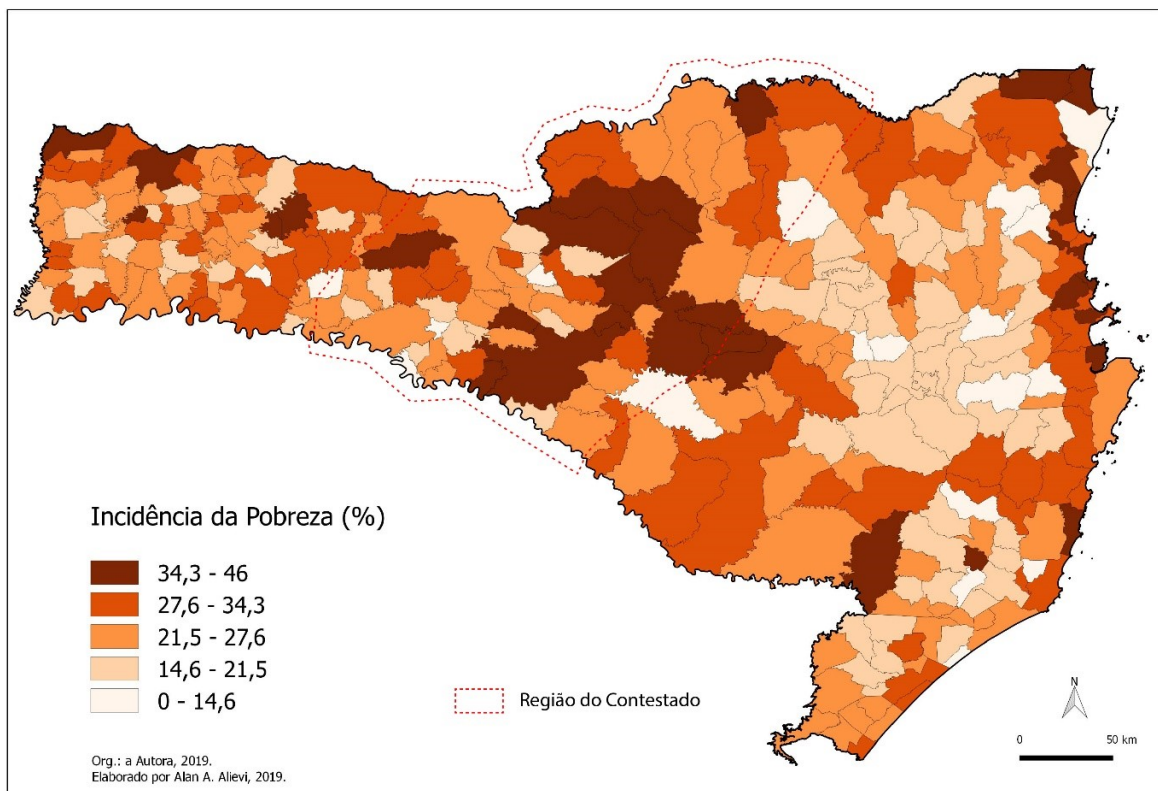 Incidência da Pobreza (%)
34,3 - 46
27,6 - 34,3
21,5 - 27,6
14,6 - 21,5
0 - 14,6
Região do Contestado
N
0 50 km
Org.: a Autora, 2019.
Elaborado por Alan A. Alievi, 2019.